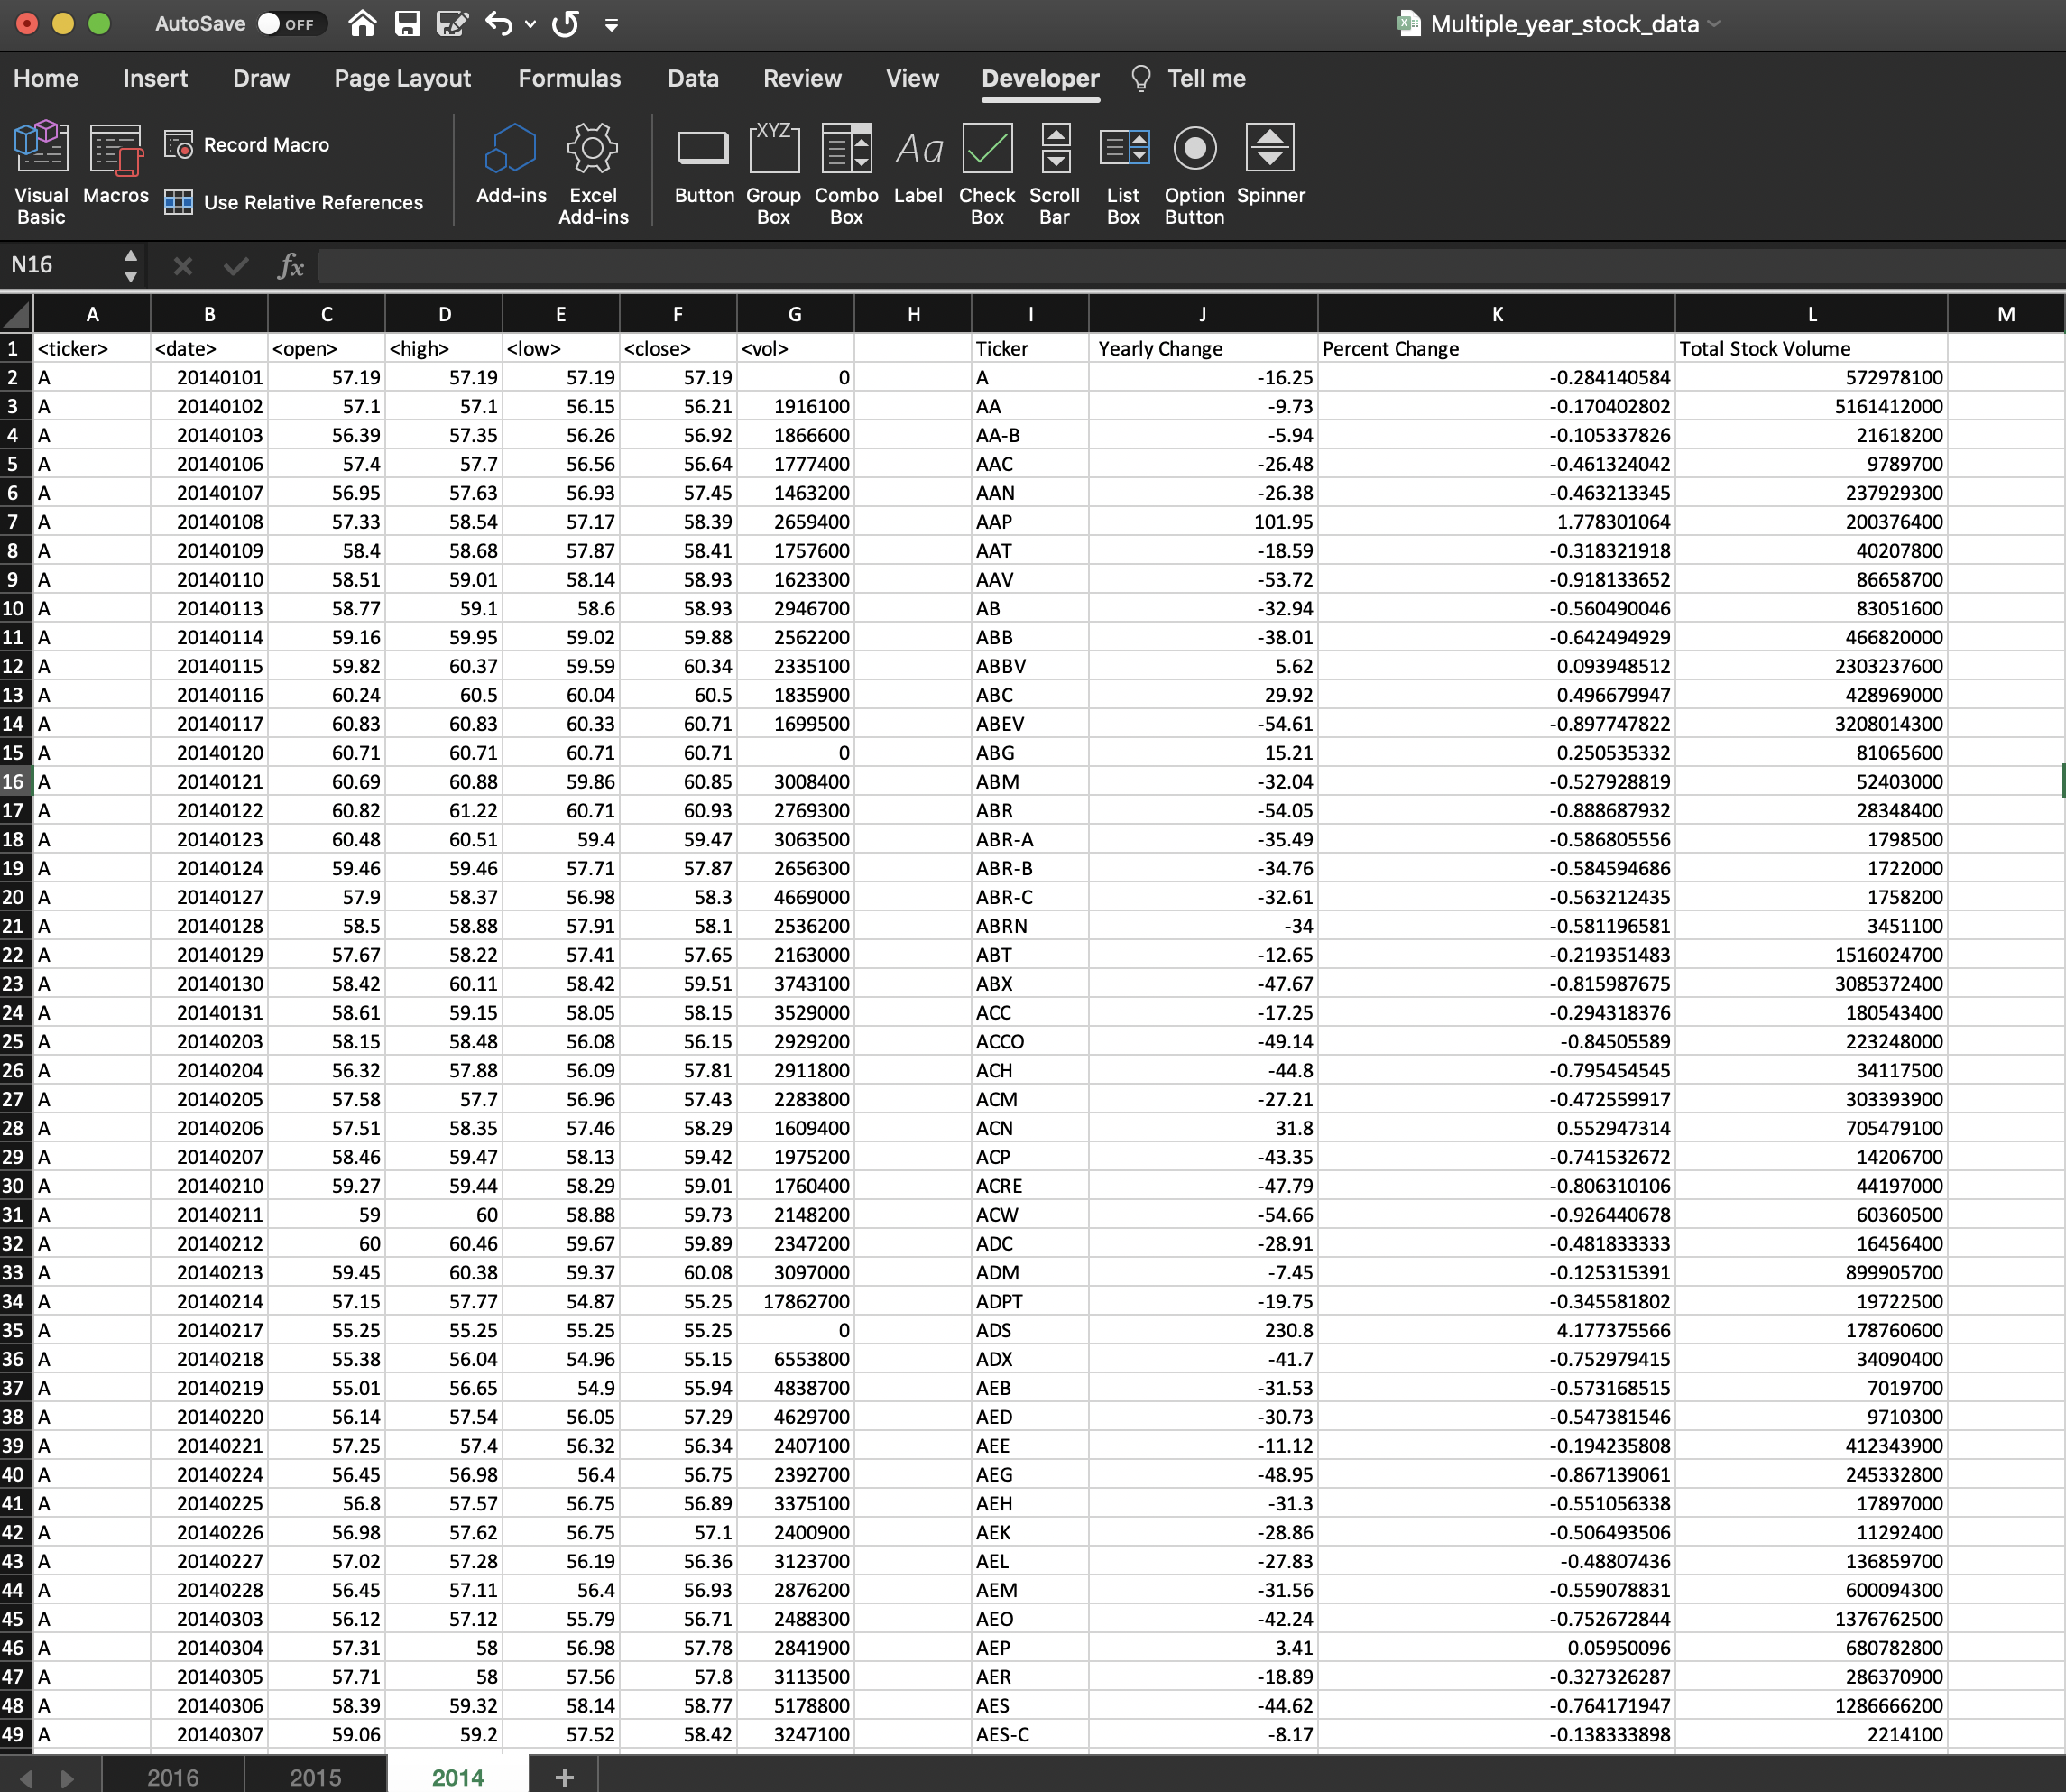 AutoSave OFF Multiple_year_stock_data
Home Insert Draw Page Layout Formulas Data Review View Developer Tell me
Visual Basic Macros Record Macro Use Relative References Add-ins Excel Add-ins Button Group Box Combo Box Label Check Box Scroll Bar List Box Option Button Spinner
XYZ Aa
N16 fx
A B C D E F G H I J K L M
1 <ticker> <date> <open> <high> <low> <close> <vol> Ticker Yearly Change Percent Change Total Stock Volume
2 A 20140101 57.19 57.19 57.19 57.19 0 A -16.25 -0.284140584 572978100
3 A 20140102 57.1 57.1 56.15 56.21 1916100 AA -9.73 -0.170402802 5161412000
4 A 20140103 56.39 57.35 56.26 56.92 1866600 AA-B -5.94 -0.105337826 21618200
5 A 20140106 57.4 57.7 56.56 56.64 1777400 AAC -26.48 -0.461324042 9789700
6 A 20140107 56.95 57.63 56.93 57.45 1463200 AAN -26.38 -0.463213345 237929300
7 A 20140108 57.33 58.54 57.17 58.39 2659400 AAP 101.95 1.778301064 200376400
8 A 20140109 58.4 58.68 57.87 58.41 1757600 AAT -18.59 -0.318321918 40207800
9 A 20140110 58.51 59.01 58.14 58.93 1623300 AAV -53.72 -0.918133652 86658700
10 A 20140113 58.77 59.1 58.6 58.93 2946700 AB -32.94 -0.560490046 83051600
11 A 20140114 59.16 59.95 59.02 59.88 2562200 ABB -38.01 -0.642494929 466820000
12 A 20140115 59.82 60.37 59.59 60.34 2335100 ABBV 5.62 0.093948512 2303237600
13 A 20140116 60.24 60.5 60.04 60.5 1835900 ABC 29.92 0.496679947 428969000
14 A 20140117 60.83 60.83 60.33 60.71 1699500 ABEV -54.61 -0.897747822 3208014300
15 A 20140120 60.71 60.71 60.71 60.71 0 ABG 15.21 0.250535332 81065600
16 A 20140121 60.69 60.88 59.86 60.85 3008400 ABM -32.04 -0.527928819 52403000
17 A 20140122 60.82 61.22 60.71 60.93 2769300 ABR -54.05 -0.888687932 28348400
18 A 20140123 60.48 60.51 59.4 59.47 3063500 ABR-A -35.49 -0.586805556 1798500
19 A 20140124 59.46 59.46 57.71 57.87 2656300 ABR-B -34.76 -0.584594686 1722000
20 A 20140127 57.9 58.37 56.98 58.3 4669000 ABR-C -32.61 -0.563212435 1758200
21 A 20140128 58.5 58.88 57.91 58.1 2536200 ABRN -34 -0.581196581 3451100
22 A 20140129 57.67 58.22 57.41 57.65 2163000 ABT -12.65 -0.219351483 1516024700
23 A 20140130 58.42 60.11 58.42 59.51 3743100 ABX -47.67 -0.815987675 3085372400
24 A 20140131 58.61 59.15 58.05 58.15 3529000 ACC -17.25 -0.294318376 180543400
25 A 20140203 58.15 58.48 56.08 56.15 2929200 ACCO -49.14 -0.84505589 223248000
26 A 20140204 56.32 57.88 56.09 57.81 2911800 ACH -44.8 -0.795454545 34117500
27 A 20140205 57.58 57.7 56.96 57.43 2283800 ACM -27.21 -0.472559917 303393900
28 A 20140206 57.51 58.35 57.46 58.29 1609400 ACN 31.8 0.552947314 705479100
29 A 20140207 58.46 59.47 58.13 59.42 1975200 ACP -43.35 -0.741532672 14206700
30 A 20140210 59.27 59.44 58.29 59.01 1760400 ACRE -47.79 -0.806310106 44197000
31 A 20140211 59 60 58.88 59.73 2148200 ACW -54.66 -0.926440678 60360500
32 A 20140212 60 60.46 59.67 59.89 2347200 ADC -28.91 -0.481833333 16456400
33 A 20140213 59.45 60.38 59.37 60.08 3097000 ADM -7.45 -0.125315391 899905700
34 A 20140214 57.15 57.77 54.87 55.25 17862700 ADPT -19.75 -0.345581802 19722500
35 A 20140217 55.25 55.25 55.25 55.25 0 ADS 230.8 4.177375566 178760600
36 A 20140218 55.38 56.04 54.96 55.15 6553800 ADX -41.7 -0.752979415 34090400
37 A 20140219 55.01 56.65 54.9 55.94 4838700 AEB -31.53 -0.573168515 7019700
38 A 20140220 56.14 57.54 56.05 57.29 4629700 AED -30.73 -0.547381546 9710300
39 A 20140221 57.25 57.4 56.32 56.34 2407100 AEE -11.12 -0.194235808 412343900
40 A 20140224 56.45 56.98 56.4 56.75 2392700 AEG -48.95 -0.867139061 245332800
41 A 20140225 56.8 57.57 56.75 56.89 3375100 AEH -31.3 -0.551056338 17897000
42 A 20140226 56.98 57.62 56.75 57.1 2400900 AEK -28.86 -0.506493506 11292400
43 A 20140227 57.02 57.28 56.19 56.36 3123700 AEL -27.83 -0.48807436 136859700
44 A 20140228 56.45 57.11 56.4 56.93 2876200 AEM -31.56 -0.559078831 600094300
45 A 20140303 56.12 57.12 55.79 56.71 2488300 AEO -42.24 -0.752672844 1376762500
46 A 20140304 57.31 58 56.98 57.78 2841900 AEP 3.41 0.05950096 680782800
47 A 20140305 57.71 58 57.56 57.8 3113500 AER -18.89 -0.327326287 286370900
48 A 20140306 58.39 59.32 58.14 58.77 5178800 AES -44.62 -0.764171947 1286666200
49 A 20140307 59.06 59.2 57.52 58.42 3247100 AES-C -8.17 -0.138333898 2214100
2016 2015 2014 +